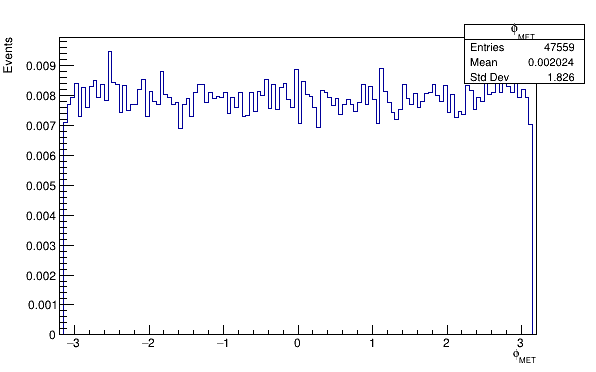 ϕ_MET
Entries 47559
Mean 0.002024
Std Dev 1.826
Events
0.009
0.008
0.007
0.006
0.005
0.004
0.003
0.002
0.001
0
−3 −2 −1 0 1 2 3
ϕ_MET